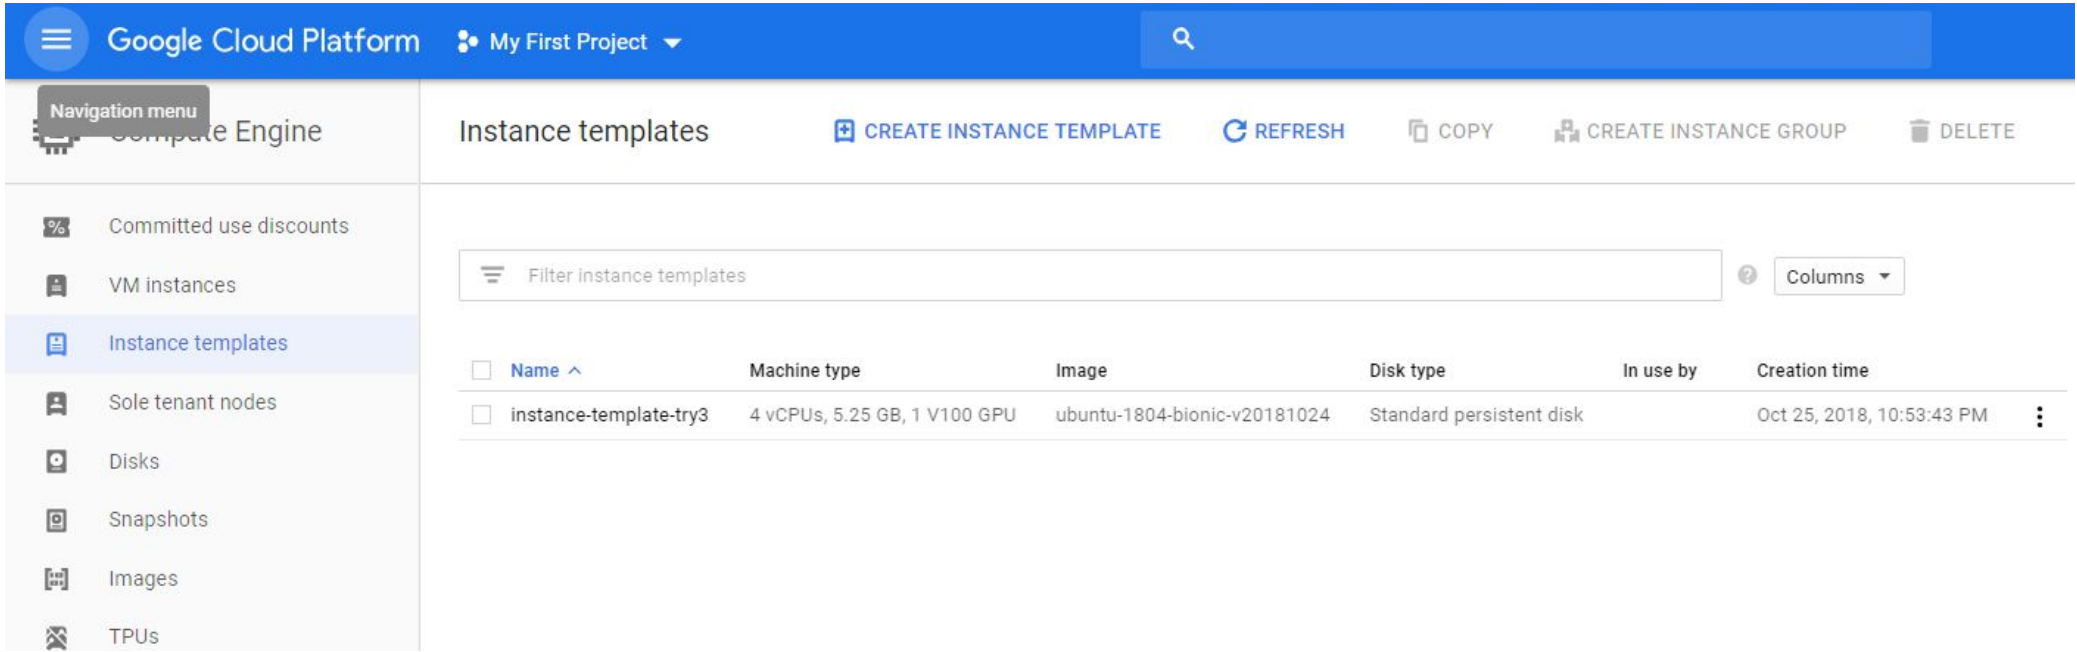 Google Cloud Platform My First Project
Navigation menu
Compute Engine
Instance templates CREATE INSTANCE TEMPLATE REFRESH COPY CREATE INSTANCE GROUP DELETE
% Committed use discounts
VM instances
Instance templates
Sole tenant nodes
Disks
Snapshots
Images
TPUs
Filter instance templates ? Columns
Name Machine type Image Disk type In use by Creation time
instance-template-try3 4 vCPUs, 5.25 GB, 1 V100 GPU ubuntu-1804-bionic-v20181024 Standard persistent disk Oct 25, 2018, 10:53:43 PM